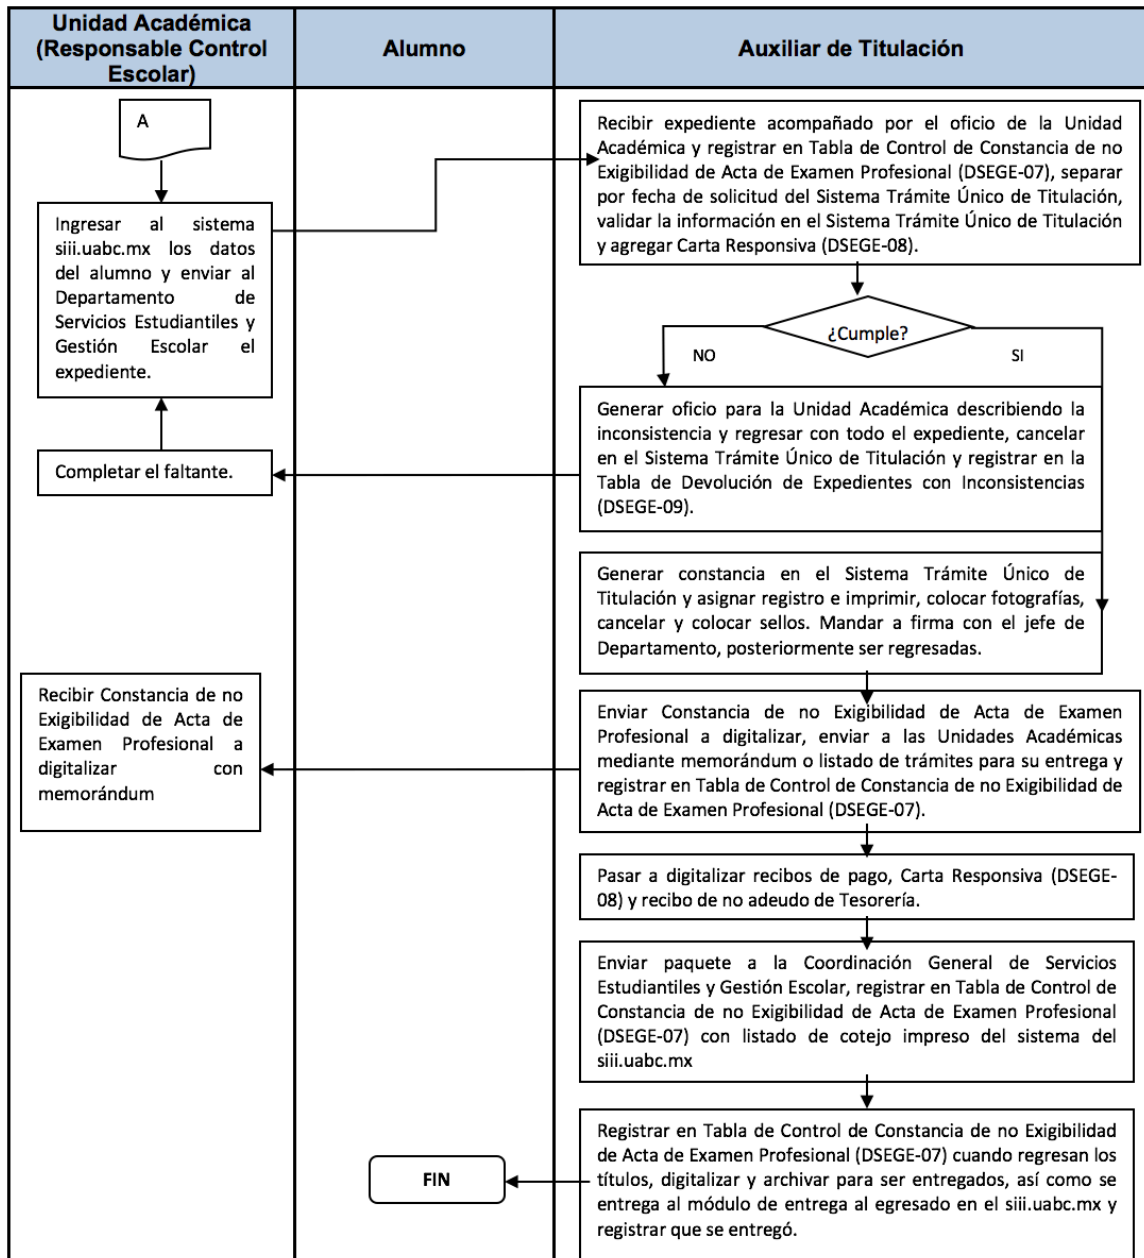 Unidad Académica
(Responsable Control
Escolar)
Alumno
Auxiliar de Titulación
A
Ingresar al sistema
siii.uabc.mx los datos
del alumno y enviar al
Departamento de
Servicios Estudiantiles y
Gestión Escolar el
expediente.
Recibir expediente acompañado por el oficio de la Unidad
Académica y registrar en Tabla de Control de Constancia de no
Exigibilidad de Acta de Examen Profesional (DSEGE-07), separar
por fecha de solicitud del Sistema Trámite Único de Titulación,
validar la información en el Sistema Trámite Único de Titulación
y agregar Carta Responsiva (DSEGE-08).
¿Cumple?
NO
SI
Generar oficio para la Unidad Académica describiendo la
inconsistencia y regresar con todo el expediente, cancelar
en el Sistema Trámite Único de Titulación y registrar en la
Tabla de Devolución de Expedientes con Inconsistencias
(DSEGE-09).
Completar el faltante.
Generar constancia en el Sistema Trámite Único de
Titulación y asignar registro e imprimir, colocar fotografías,
cancelar y colocar sellos. Mandar a firma con el jefe de
Departamento, posteriormente ser regresadas.
Enviar Constancia de no Exigibilidad de Acta de Examen
Profesional a digitalizar, enviar a las Unidades Académicas
mediante memorándum o listado de trámites para su entrega y
registrar en Tabla de Control de Constancia de no Exigibilidad de
Acta de Examen Profesional (DSEGE-07).
Recibir Constancia de no
Exigibilidad de Acta de
Examen Profesional a
digitalizar con
memorándum
Pasar a digitalizar recibos de pago, Carta Responsiva (DSEGE-
08) y recibo de no adeudo de Tesorería.
Enviar paquete a la Coordinación General de Servicios
Estudiantiles y Gestión Escolar, registrar en Tabla de Control de
Constancia de no Exigibilidad de Acta de Examen Profesional
(DSEGE-07) con listado de cotejo impreso del sistema del
siii.uabc.mx
Registrar en Tabla de Control de Constancia de no Exigibilidad
de Acta de Examen Profesional (DSEGE-07) cuando regresan los
títulos, digitalizar y archivar para ser entregados, así como se
entrega al módulo de entrega al egresado en el siii.uabc.mx y
registrar que se entregó.
FIN